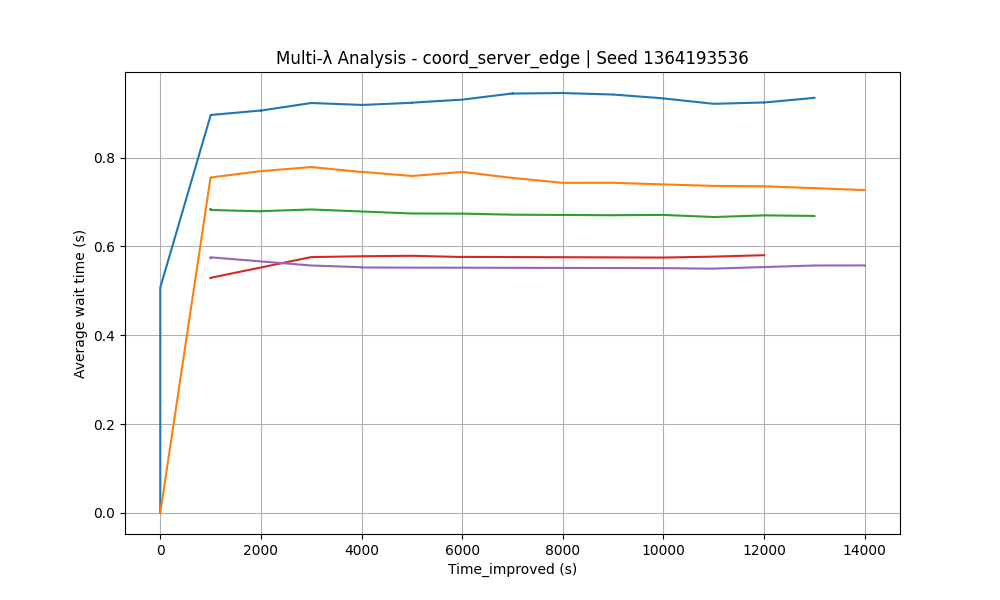 Multi-λ Analysis - coord_server_edge | Seed 1364193536
Average wait time (s)
0.8
0.6
0.4
0.2
0.0
0 2000 4000 6000 8000 10000 12000 14000
Time_improved (s)